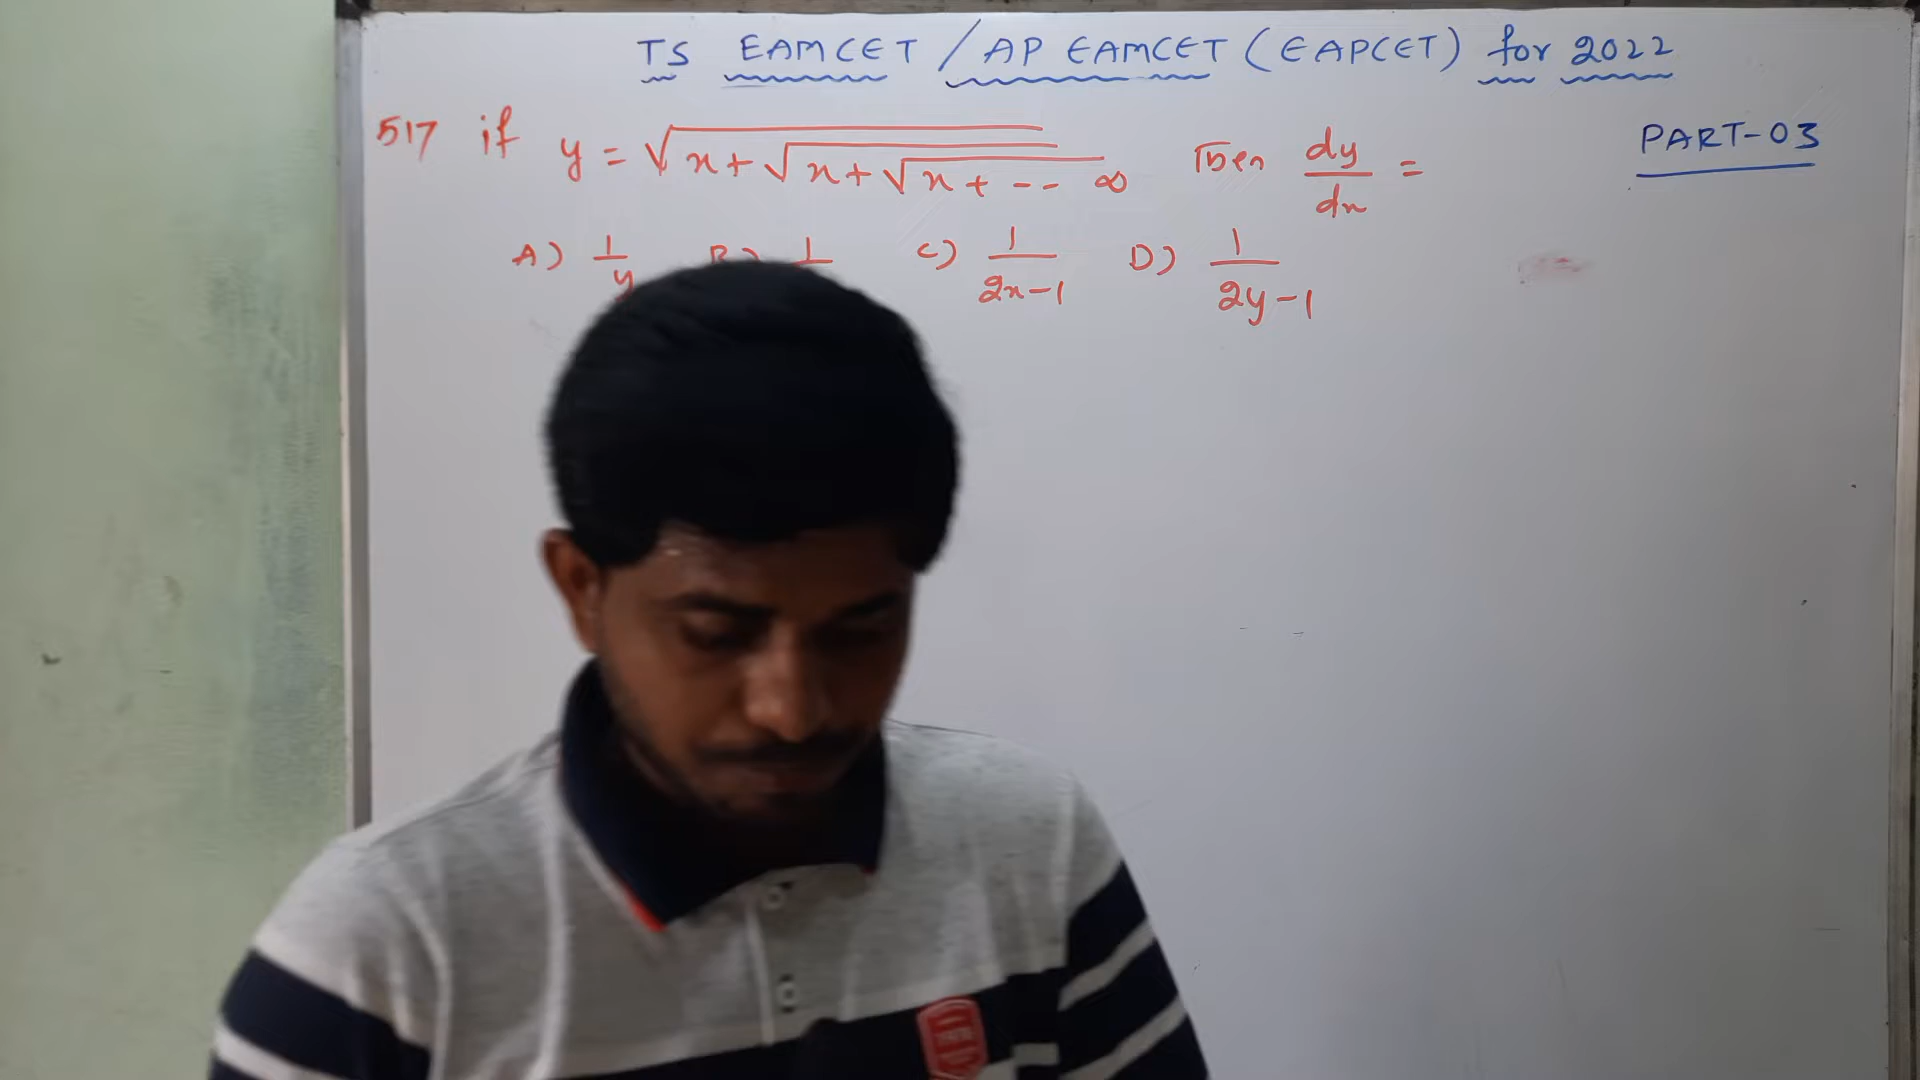 TS EAMCET / AP EAMCET (EAPCET) for 2022
PART-03
517 if y = √x+√x+√x+ -- ∞ Then dy/dx =
A) 1/y B) 1 C) 1/2x-1 D) 1/2y-1